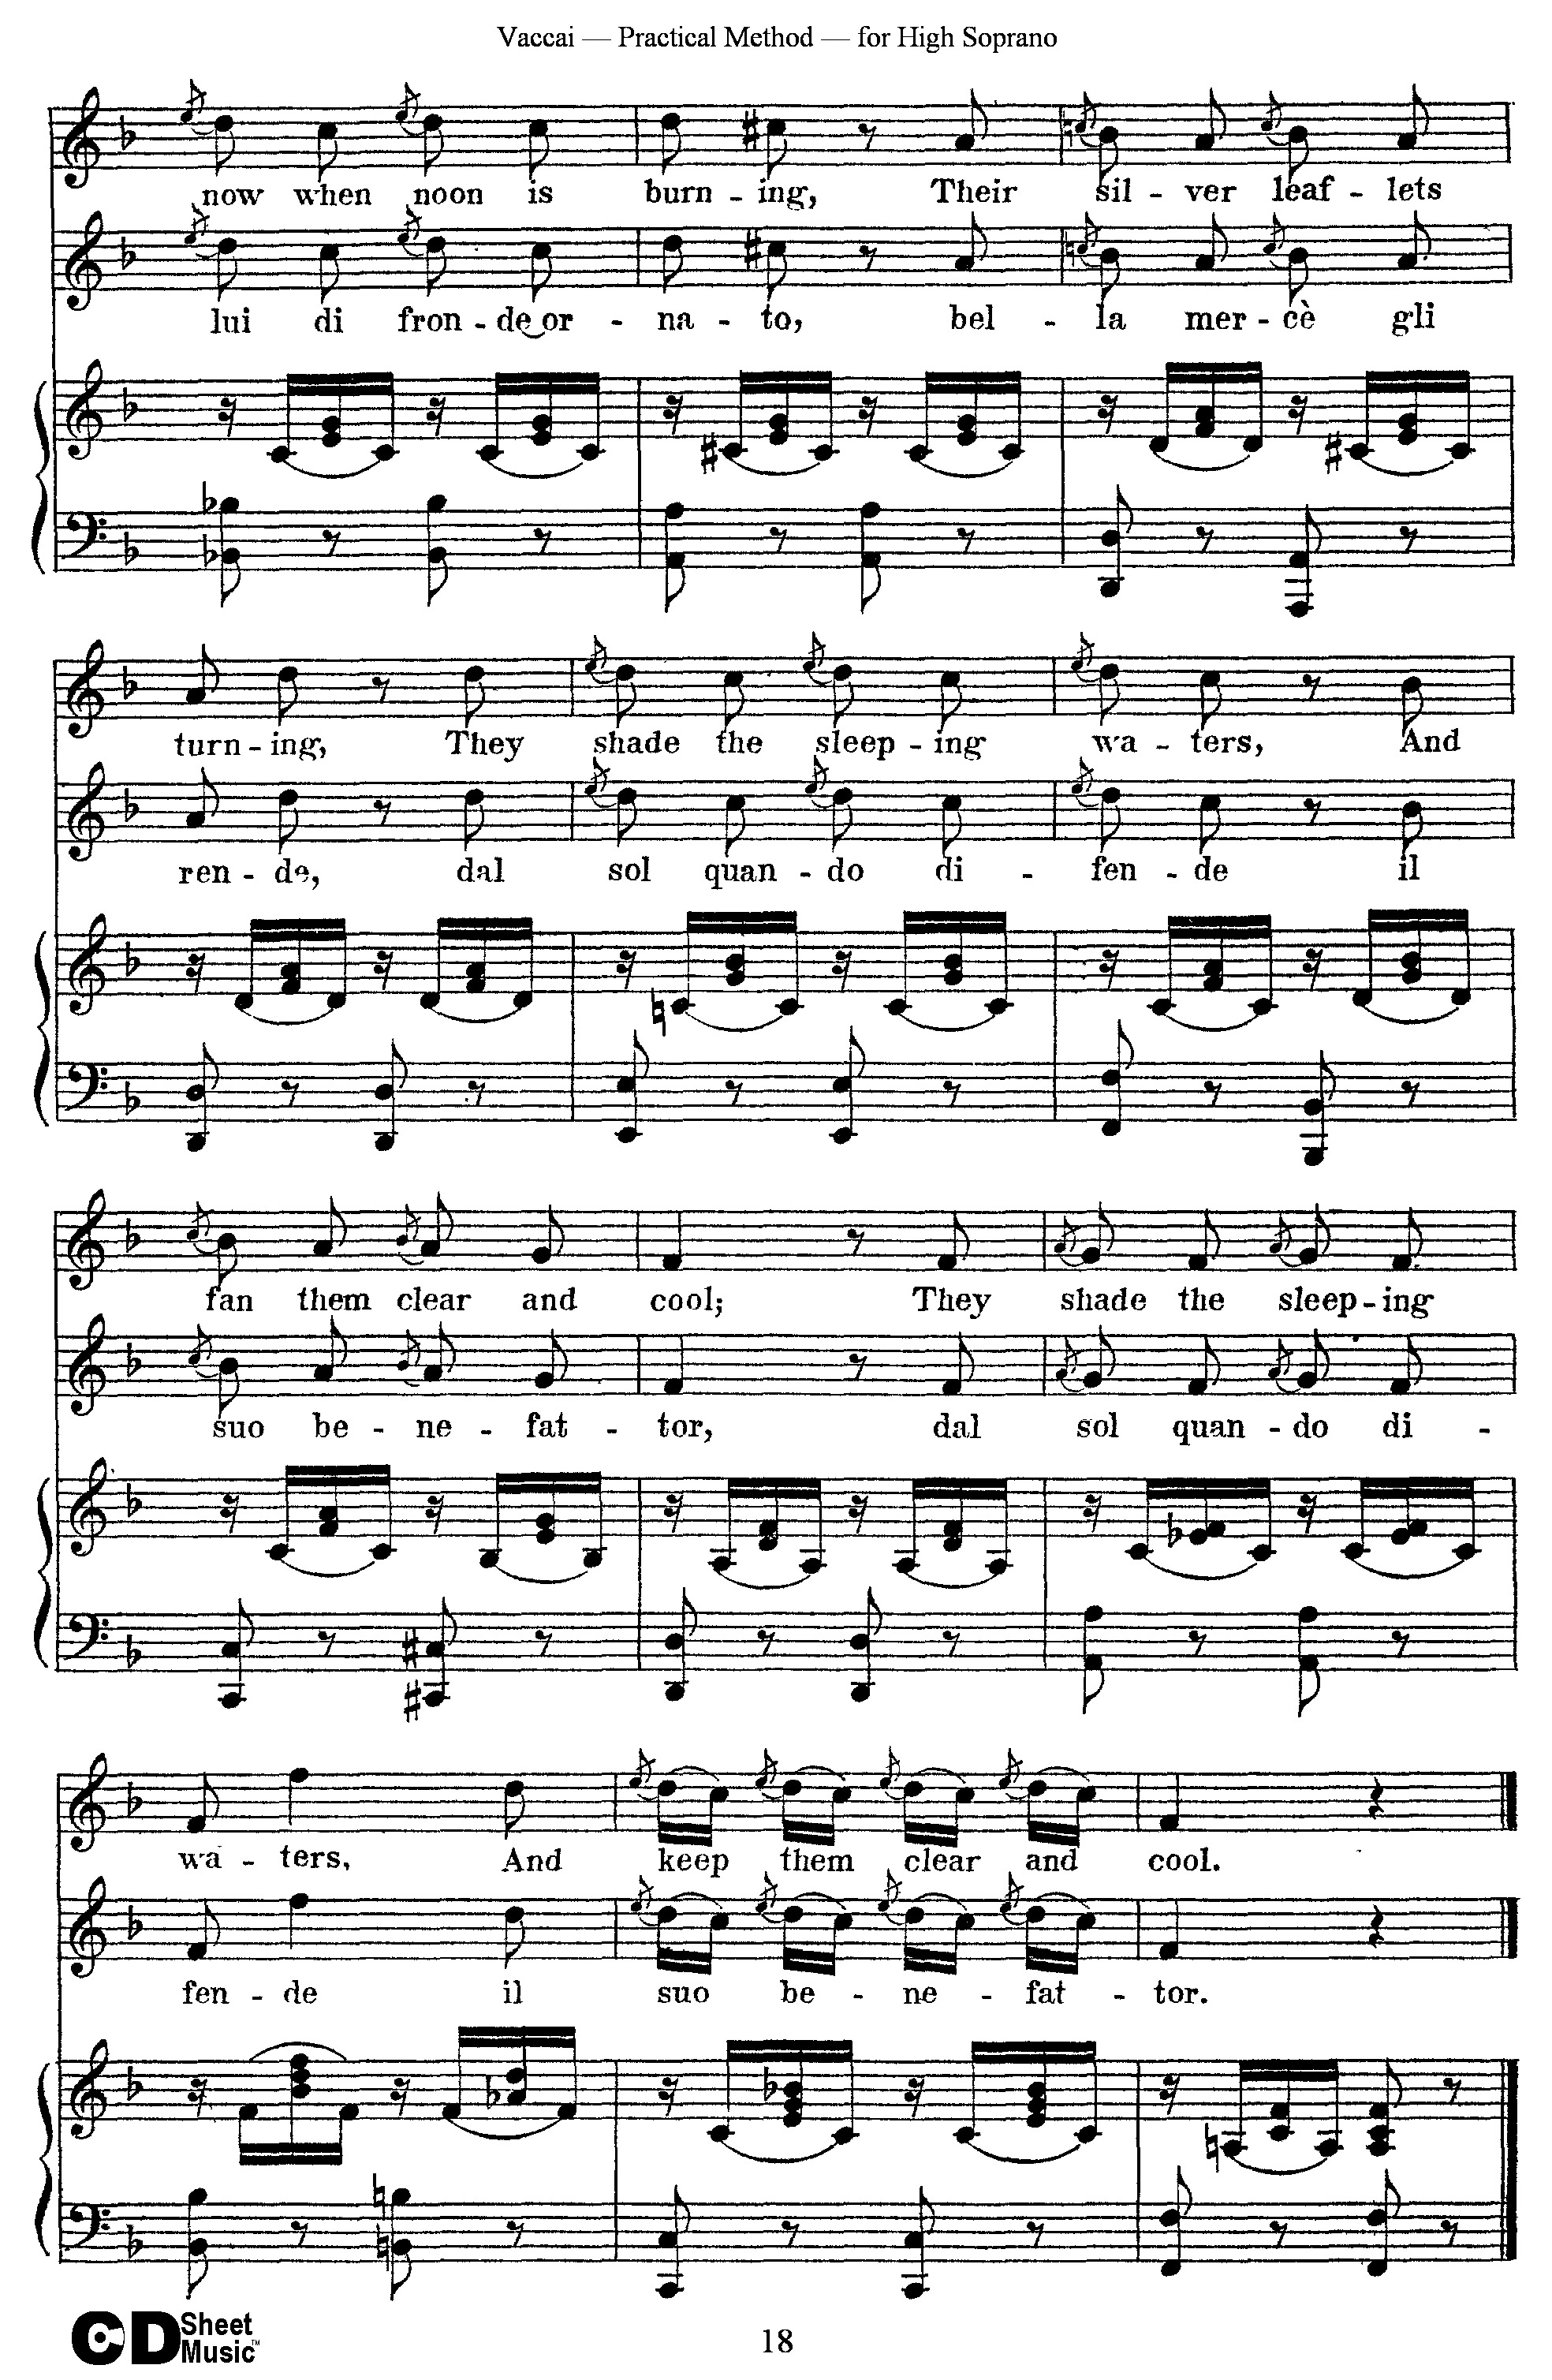 Vaccai — Practical Method — for High Soprano
now when noon is burn - ing, Their sil - ver leaf - lets
lui di fron - de or - na - to, bel - la mer - cè gli
turn - ing, They shade the sleep - ing wa - ters, And
ren - de, dal sol quan - do di - fen - de il
fan them clear and cool; They shade the sleep - ing
suo be - ne - fat - tor, dal sol quan - do di -
wa - ters, And keep them clear and cool.
fen - de il suo be - ne - fat - tor.
CD Sheet Music™
18